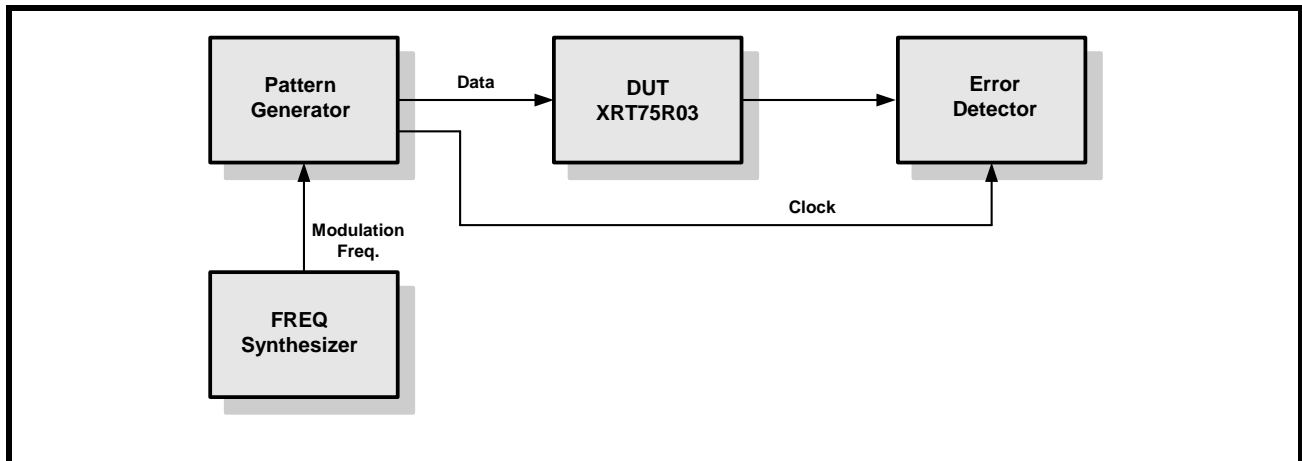 Pattern
Generator
Data
DUT
XRT75R03
Error
Detector
Clock
Modulation
Freq.
FREQ
Synthesizer